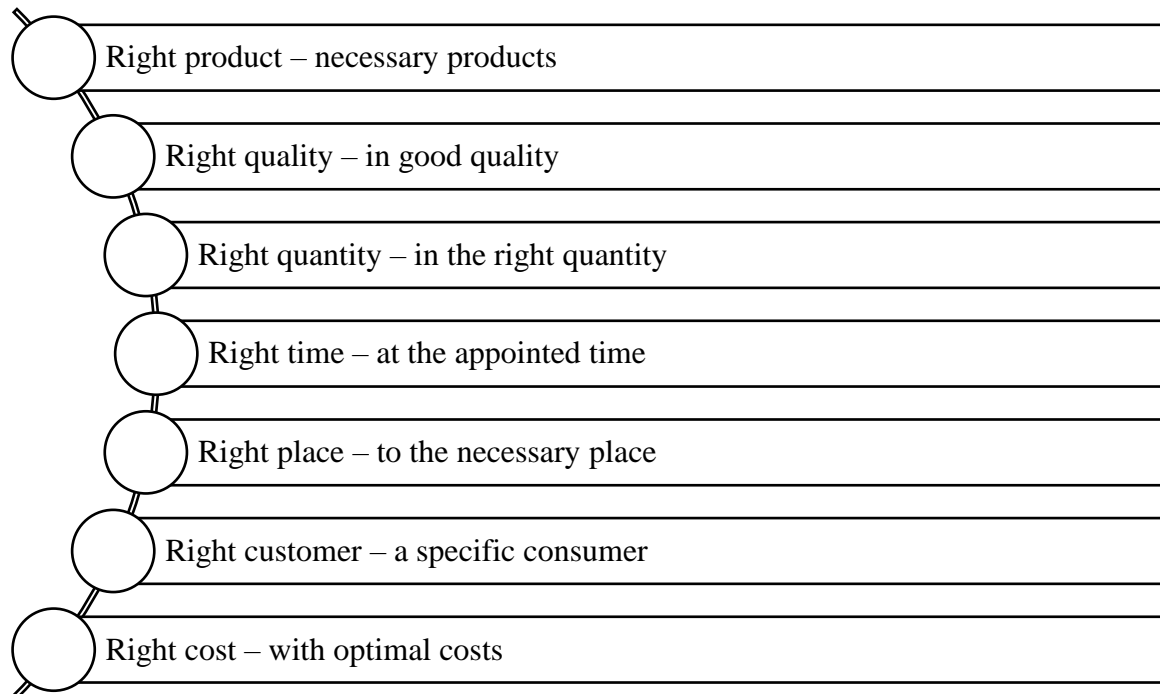 Right product – necessary products
Right quality – in good quality
Right quantity – in the right quantity
Right time – at the appointed time
Right place – to the necessary place
Right customer – a specific consumer
Right cost – with optimal costs